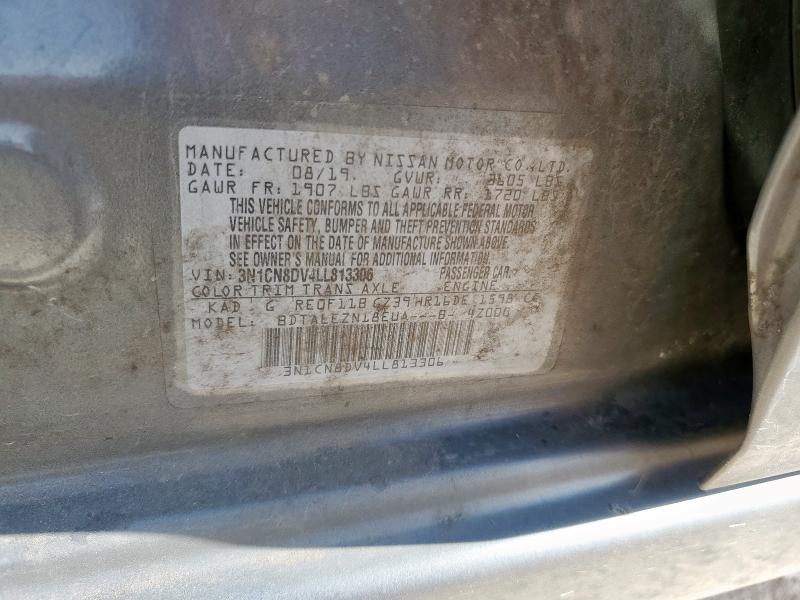 MANUFACTURED BY NISSAN MOTOR CO.,LTD.
DATE: 08/19. GVWR: 3605 LBS
GAWR FR: 1907 LBS GAWR RR: 1720 LBS
THIS VEHICLE CONFORMS TO ALL APPLICABLE FEDERAL MOTOR
VEHICLE SAFETY, BUMPER AND THEFT PREVENTION STANDARDS
IN EFFECT ON THE DATE OF MANUFACTURE SHOWN ABOVE.
SEE OWNER'S MANUAL FOR ADDITIONAL INFORMATION.
VIN: 3N1CN8DV4LL813306 PASSENGER CAR
COLOR TRIM TRANS AXLE ENGINE
KAD G RE0F11B GZ39 HR16DE 1598 CC
MODEL: BDTALEZN18EUA---B- 4Z000
3N1CN8DV4LL813306